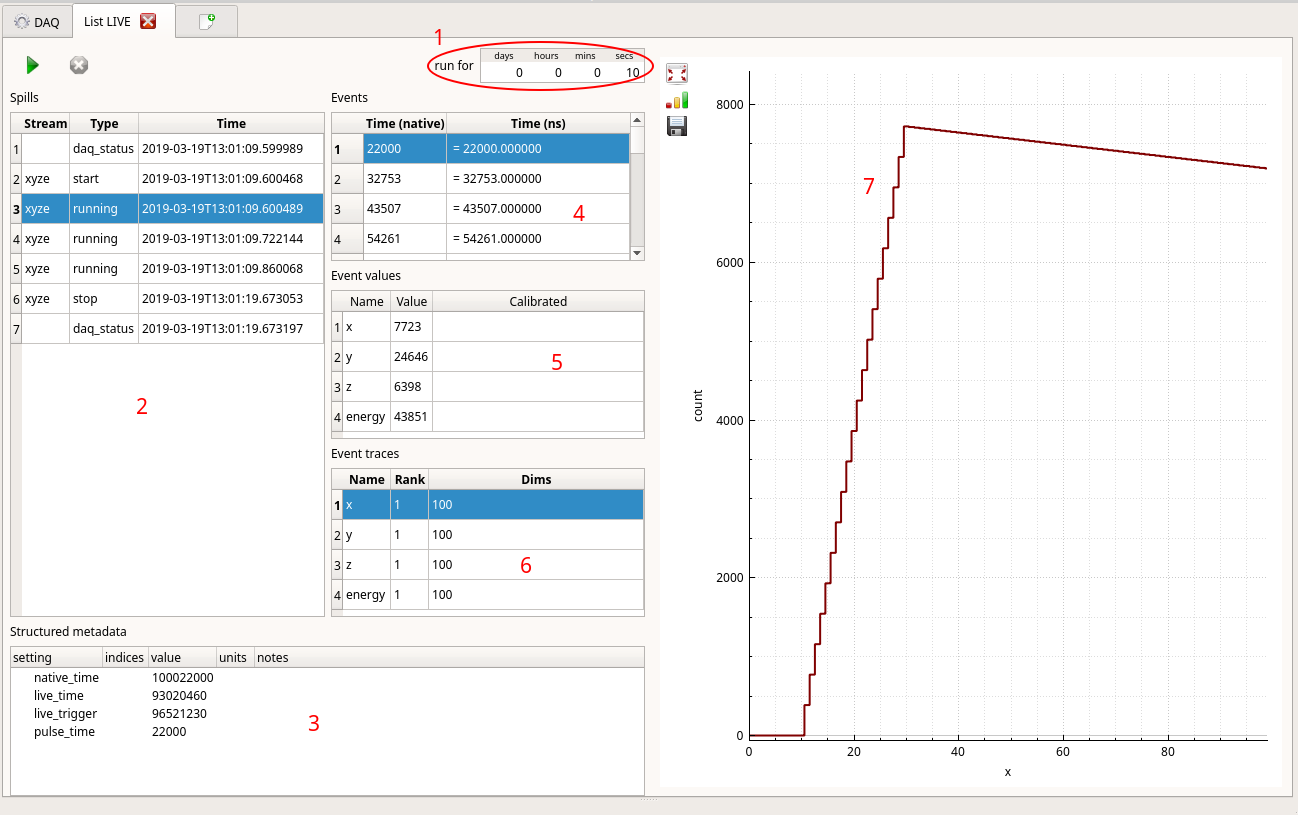 DAQ List LIVE
1
days hours mins secs
run for 0 0 0 10
Spills
Stream Type Time
1 daq_status 2019-03-19T13:01:09.599989
2 xyze start 2019-03-19T13:01:09.600468
3 xyze running 2019-03-19T13:01:09.600489
4 xyze running 2019-03-19T13:01:09.722144
5 xyze running 2019-03-19T13:01:09.860068
6 xyze stop 2019-03-19T13:01:19.673053
7 daq_status 2019-03-19T13:01:19.673197
2
Events
Time (native) Time (ns)
1 22000 = 22000.000000
2 32753 = 32753.000000
3 43507 = 43507.000000
4 54261 = 54261.000000
4
Event values
Name Value Calibrated
1 x 7723
2 y 24646
3 z 6398
4 energy 43851
5
Event traces
Name Rank Dims
1 x 1 100
2 y 1 100
3 z 1 100
4 energy 1 100
6
Structured metadata
setting indices value units notes
native_time 100022000
live_time 93020460
live_trigger 96521230
pulse_time 22000
3
8000
6000
4000
2000
0
count
7
0 20 40 60 80
x